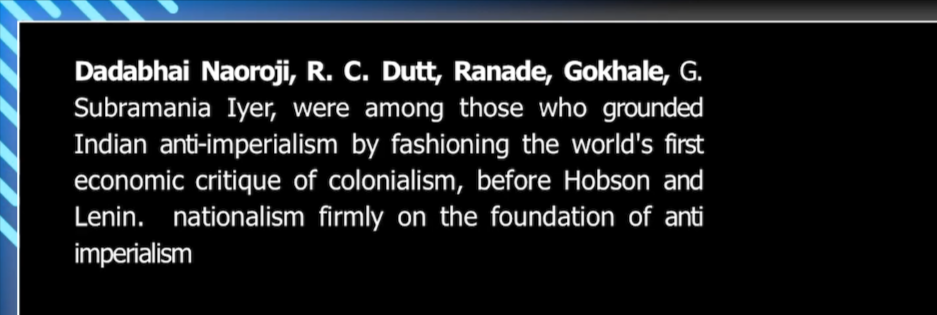 Dadabhai Naoroji, R. C. Dutt, Ranade, Gokhale, G.
Subramania Iyer, were among those who grounded
Indian anti-imperialism by fashioning the world's first
economic critique of colonialism, before Hobson and
Lenin. nationalism firmly on the foundation of anti
imperialism